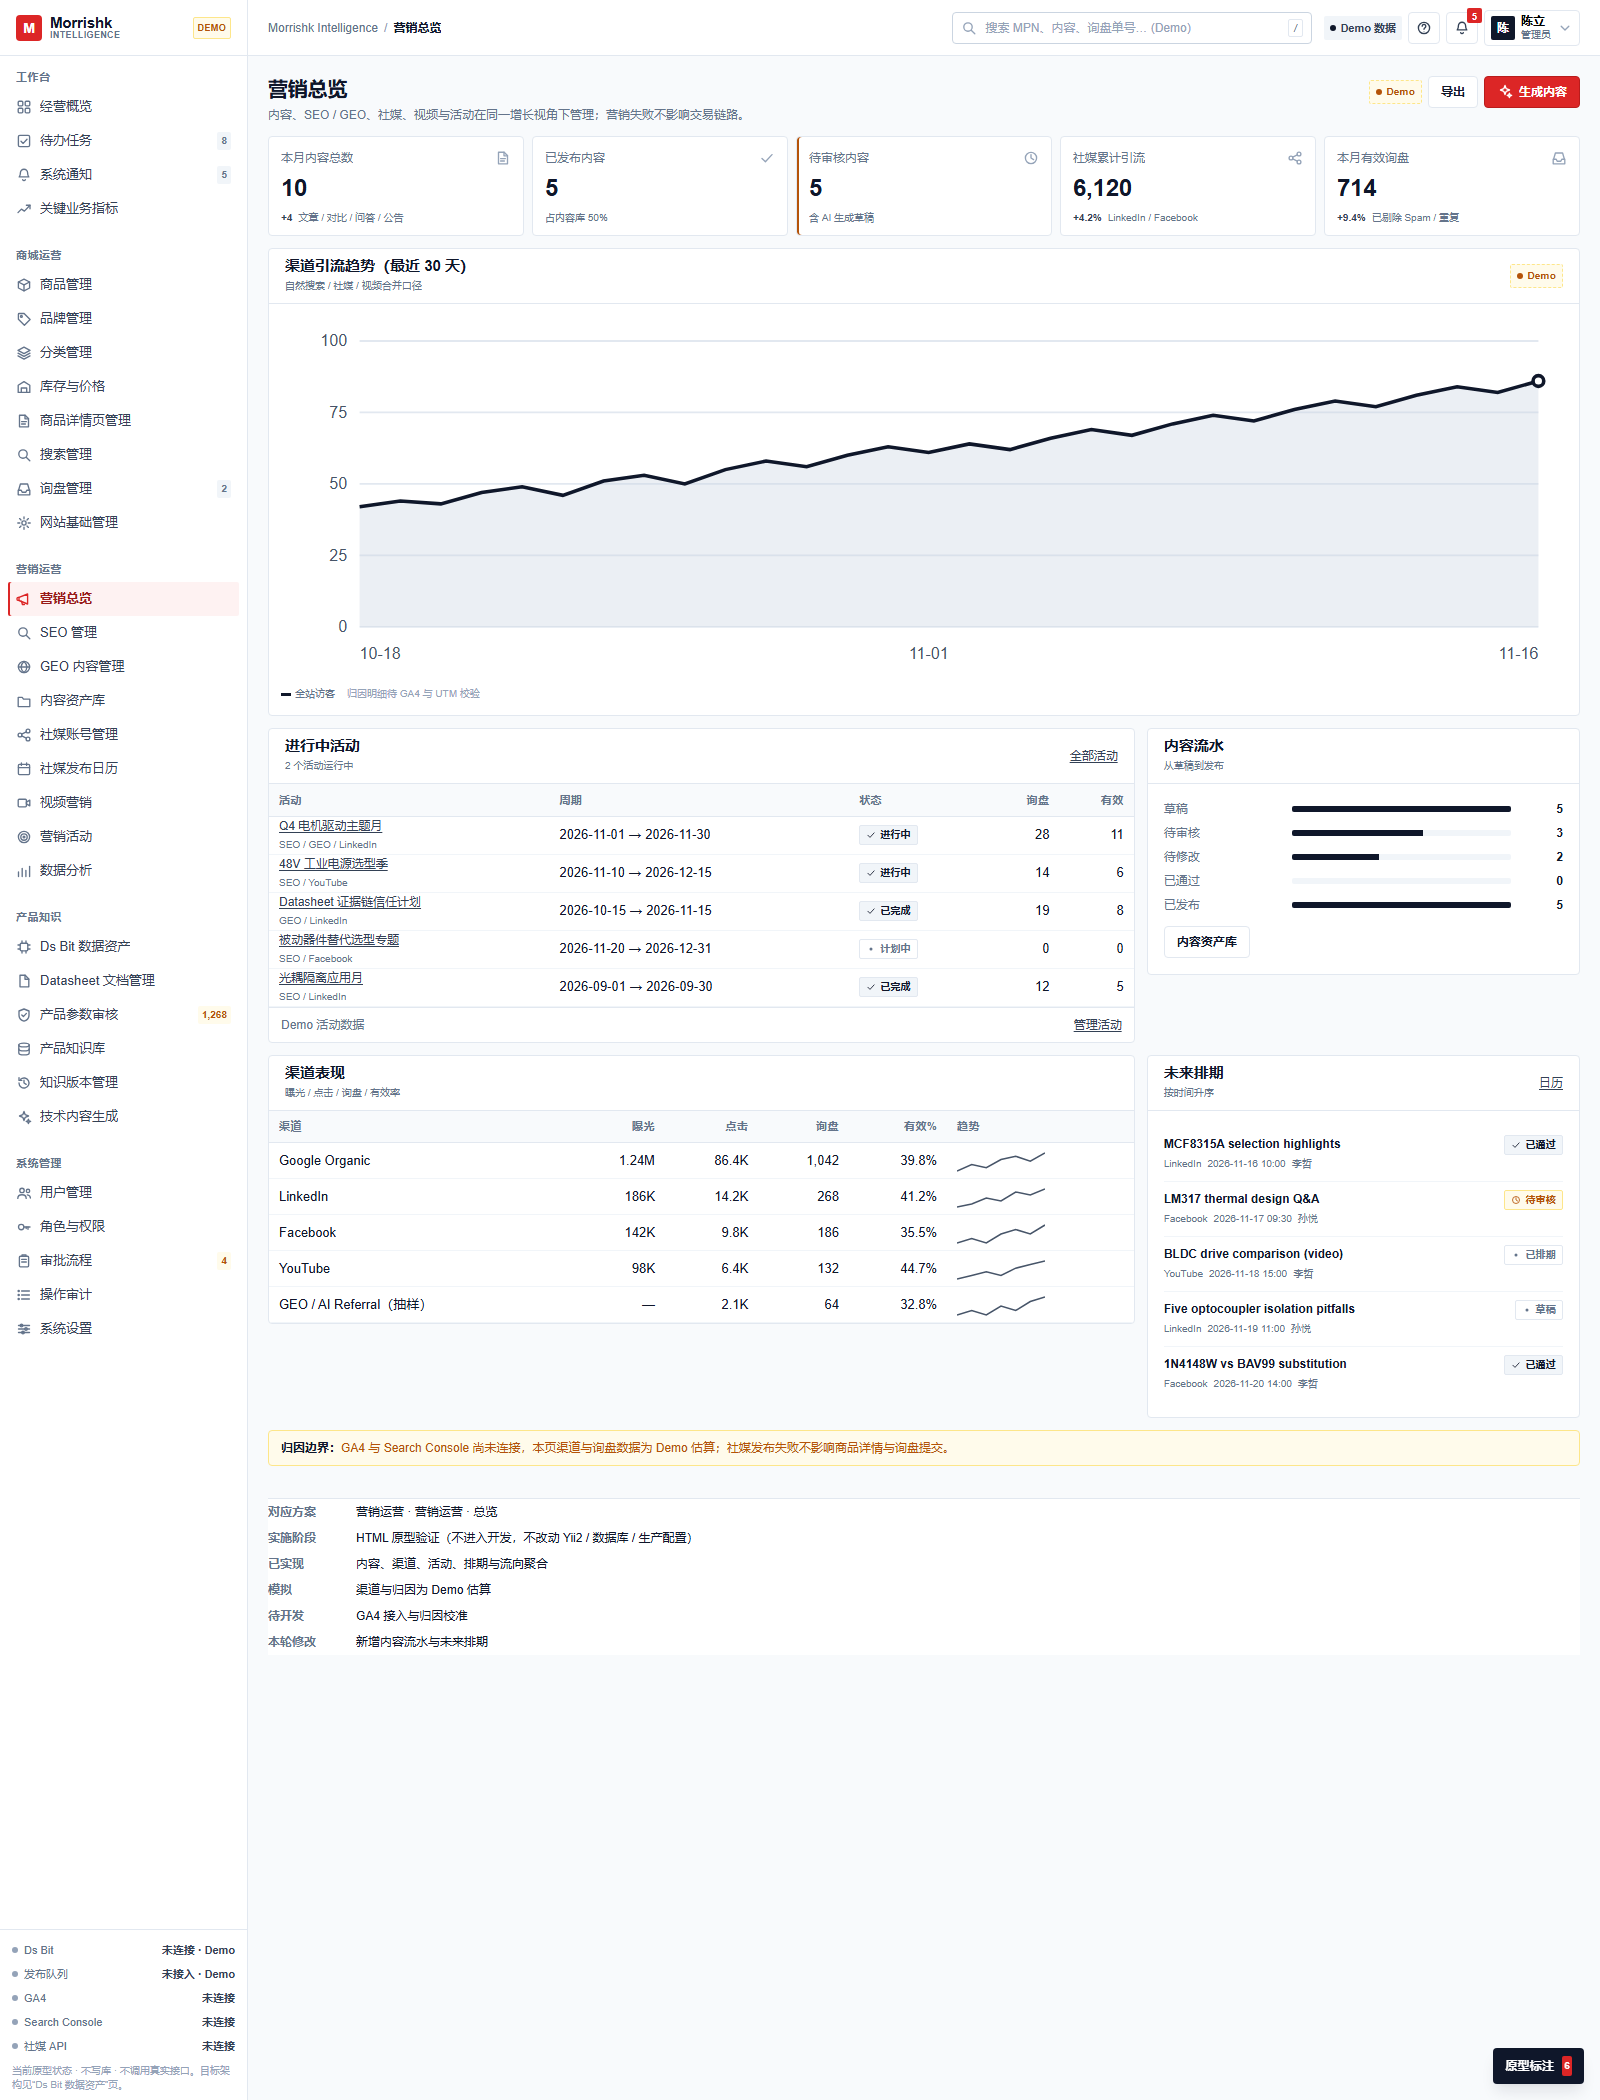 M
Morrishk
INTELLIGENCE
DEMO
工作台
经营概览
待办任务 8
系统通知 5
关键业务指标
商城运营
商品管理
品牌管理
分类管理
库存与价格
商品详情页管理
搜索管理
询盘管理 2
网站基础管理
营销运营
营销总览
SEO 管理
GEO 内容管理
内容资产库
社媒账号管理
社媒发布日历
视频营销
营销活动
数据分析
产品知识
Ds Bit 数据资产
Datasheet 文档管理
产品参数审核 1,268
产品知识库
知识版本管理
技术内容生成
系统管理
用户管理
角色与权限
审批流程 4
操作审计
系统设置
Ds Bit 未连接 · Demo
发布队列 未接入 · Demo
GA4 未连接
Search Console 未连接
社媒 API 未连接
当前原型状态 · 不写库 · 不调用真实接口。目标架
构见"Ds Bit 数据资产"页。
Morrishk Intelligence / 营销总览
搜索 MPN、内容、询盘单号... (Demo) /
Demo 数据
5
陈
陈立
管理员
营销总览
内容、SEO / GEO、社媒、视频与活动在同一增长视角下管理；营销失败不影响交易链路。
Demo
导出
生成内容
本月内容总数
10
+4 文章 / 对比 / 问答 / 公告
已发布内容
5
占内容库 50%
待审核内容
5
含 AI 生成草稿
社媒累计引流
6,120
+4.2% LinkedIn / Facebook
本月有效询盘
714
+9.4% 已剔除 Spam / 重复
渠道引流趋势（最近 30 天）
自然搜索 / 社媒 / 视频合并口径
Demo
100
75
50
25
0
10-18 11-01 11-16
全站访客 归因明细待 GA4 与 UTM 校验
进行中活动
2 个活动运行中
全部活动
活动 周期 状态 询盘 有效
Q4 电机驱动主题月
SEO / GEO / LinkedIn
2026-11-01 → 2026-11-30 进行中 28 11
48V 工业电源选型季
SEO / YouTube
2026-11-10 → 2026-12-15 进行中 14 6
Datasheet 证据链信任计划
GEO / LinkedIn
2026-10-15 → 2026-11-15 已完成 19 8
被动器件替代选型专题
SEO / Facebook
2026-11-20 → 2026-12-31 计划中 0 0
光耦隔离应用月
SEO / LinkedIn
2026-09-01 → 2026-09-30 已完成 12 5
Demo 活动数据 管理活动
内容流水
从草稿到发布
草稿 5
待审核 3
待修改 2
已通过 0
已发布 5
内容资产库
渠道表现
曝光 / 点击 / 询盘 / 有效率
渠道 曝光 点击 询盘 有效% 趋势
Google Organic 1.24M 86.4K 1,042 39.8%
LinkedIn 186K 14.2K 268 41.2%
Facebook 142K 9.8K 186 35.5%
YouTube 98K 6.4K 132 44.7%
GEO / AI Referral（抽样） — 2.1K 64 32.8%
未来排期
按时间升序
日历
MCF8315A selection highlights 已通过
LinkedIn 2026-11-16 10:00 李哲
LM317 thermal design Q&A 待审核
Facebook 2026-11-17 09:30 孙悦
BLDC drive comparison (video) 已排期
YouTube 2026-11-18 15:00 李哲
Five optocoupler isolation pitfalls 草稿
LinkedIn 2026-11-19 11:00 孙悦
1N4148W vs BAV99 substitution 已通过
Facebook 2026-11-20 14:00 李哲
归因边界：GA4 与 Search Console 尚未连接，本页渠道与询盘数据为 Demo 估算；社媒发布失败不影响商品详情与询盘提交。
对应方案 营销运营 · 营销运营 · 总览
实施阶段 HTML 原型验证（不进入开发，不改动 Yii2 / 数据库 / 生产配置）
已实现 内容、渠道、活动、排期与流向聚合
模拟 渠道与归因为 Demo 估算
待开发 GA4 接入与归因校准
本轮修改 新增内容流水与未来排期
原型标注 6